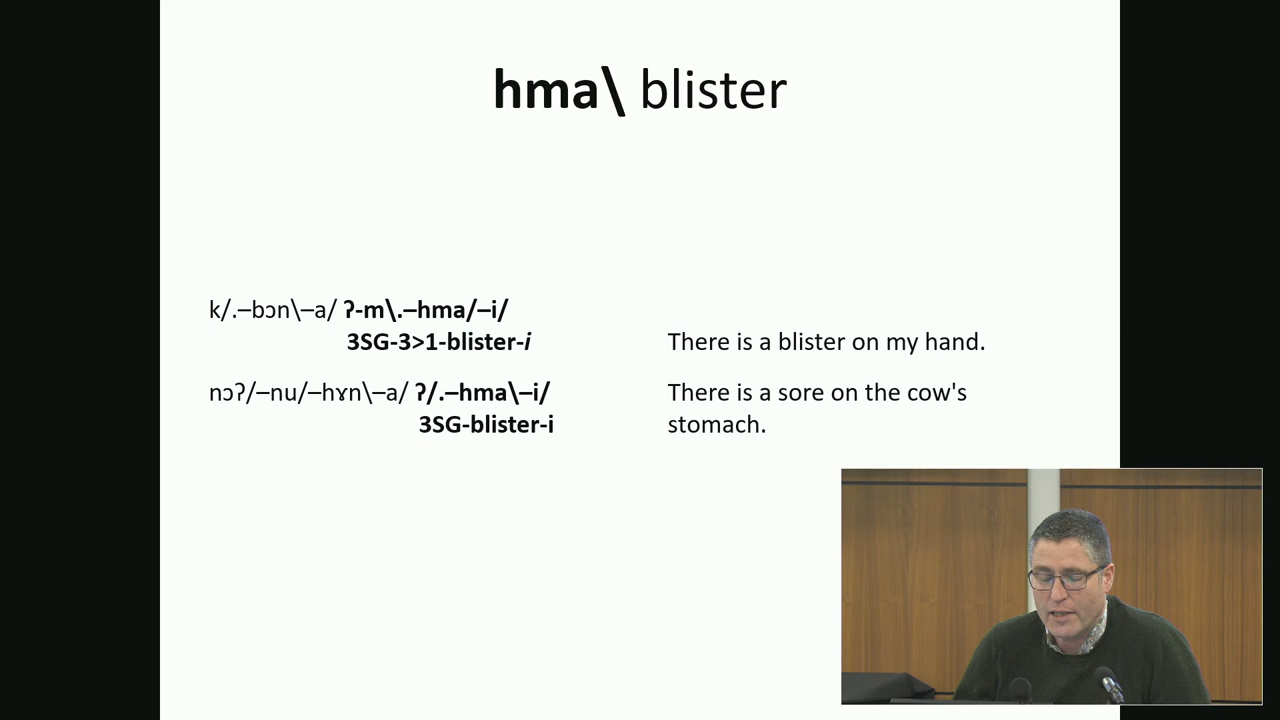 hma\ blister
k/.–bɔn\–a/ ʔ-m\.–hma/–i/
3SG-3>1-blister-i
There is a blister on my hand.
nɔʔ/–nu/–hɤn\–a/ ʔ/.–hma\–i/
There is a sore on the cow's
3SG-blister-i
stomach.